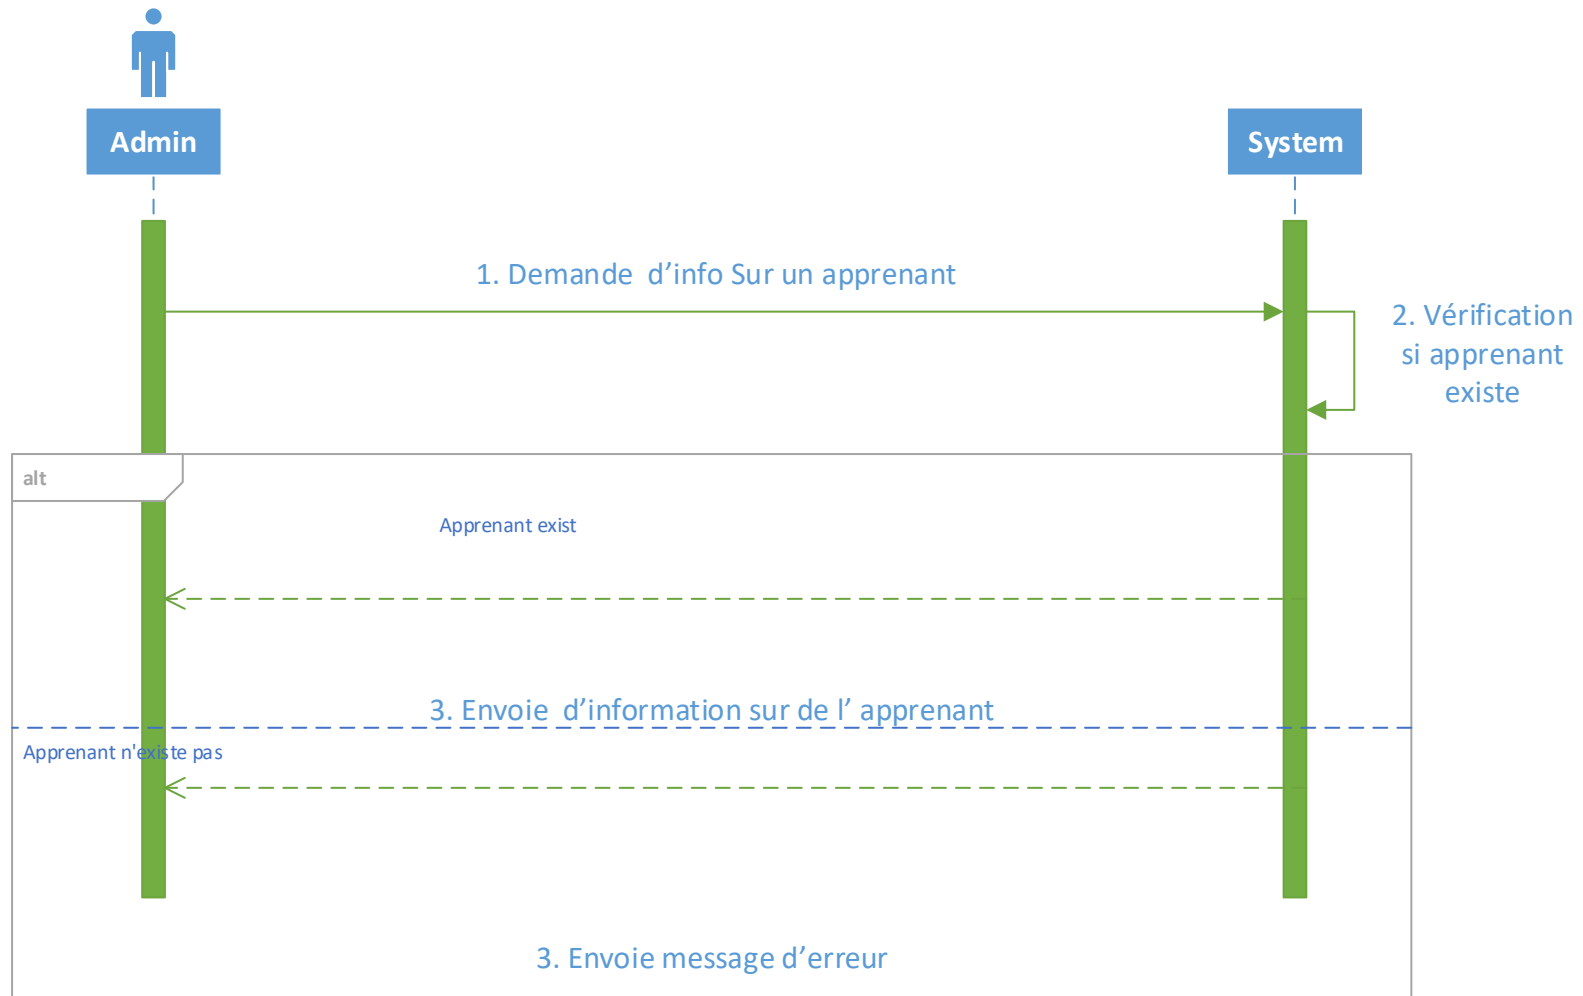 Admin
System
1. Demande d’info Sur un apprenant
2. Vérification
si apprenant
existe
alt
Apprenant exist
3. Envoie d’information sur de l’ apprenant
Apprenant n'existe pas
3. Envoie message d’erreur